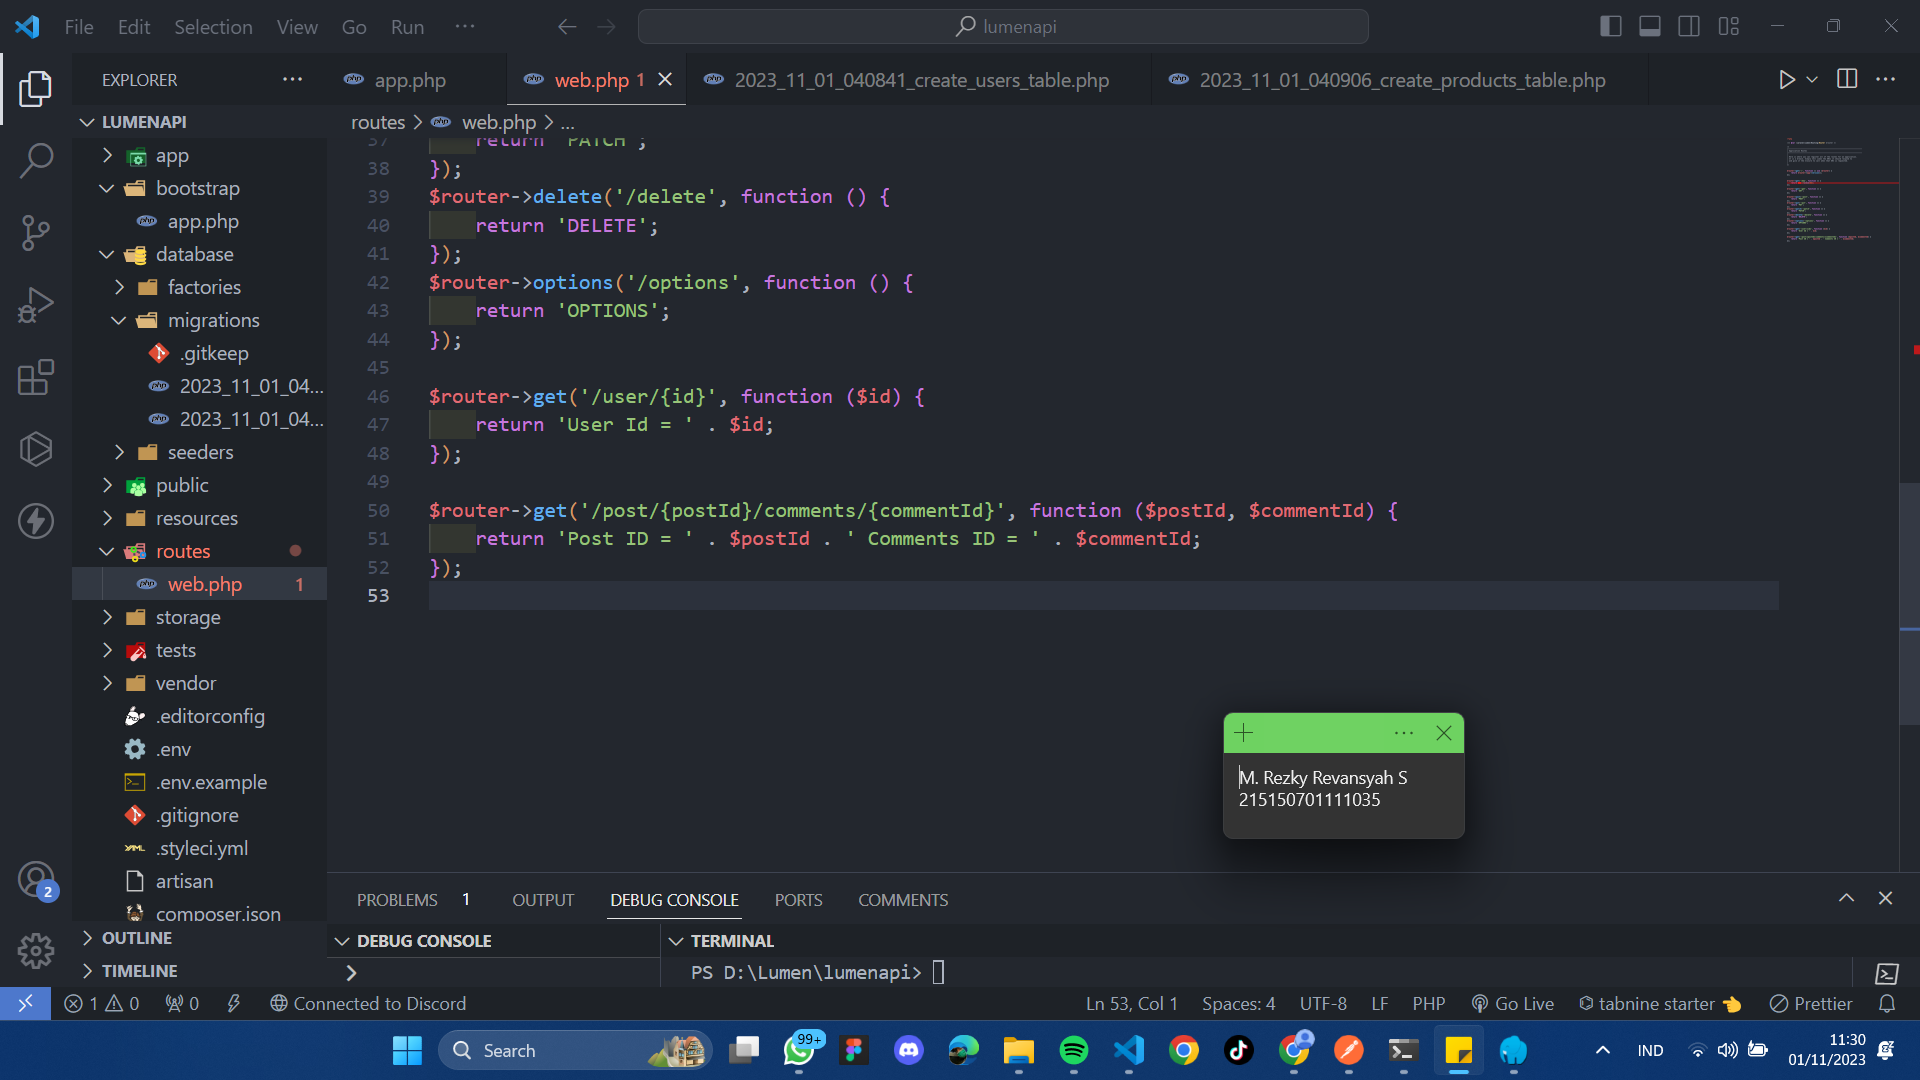 File Edit Selection View Go Run ··· lumenapi
EXPLORER ··· app.php web.php 1 2023_11_01_040841_create_users_table.php 2023_11_01_040906_create_products_table.php
LUMENAPI
app
bootstrap
app.php
database
factories
migrations
.gitkeep
2023_11_01_04...
2023_11_01_04...
seeders
public
resources
routes
web.php 1
storage
tests
vendor
.editorconfig
.env
.env.example
.gitignore
.styleci.yml
artisan
composer.json
OUTLINE
TIMELINE
routes > web.php > ...
37 return 'PATCH';
38 });
39 $router->delete('/delete', function () {
40 return 'DELETE';
41 });
42 $router->options('/options', function () {
43 return 'OPTIONS';
44 });
45
46 $router->get('/user/{id}', function ($id) {
47 return 'User Id = ' . $id;
48 });
49
50 $router->get('/post/{postId}/comments/{commentId}', function ($postId, $commentId) {
51 return 'Post ID = ' . $postId . ' Comments ID = ' . $commentId;
52 });
53
M. Rezky Revansyah S
215150701111035
PROBLEMS 1 OUTPUT DEBUG CONSOLE PORTS COMMENTS
DEBUG CONSOLE
TERMINAL
PS D:\Lumen\lumenapi>
2
1 0 0 Connected to Discord Ln 53, Col 1 Spaces: 4 UTF-8 LF PHP Go Live tabnine starter Prettier
Search 99+ IND 11:30
01/11/2023